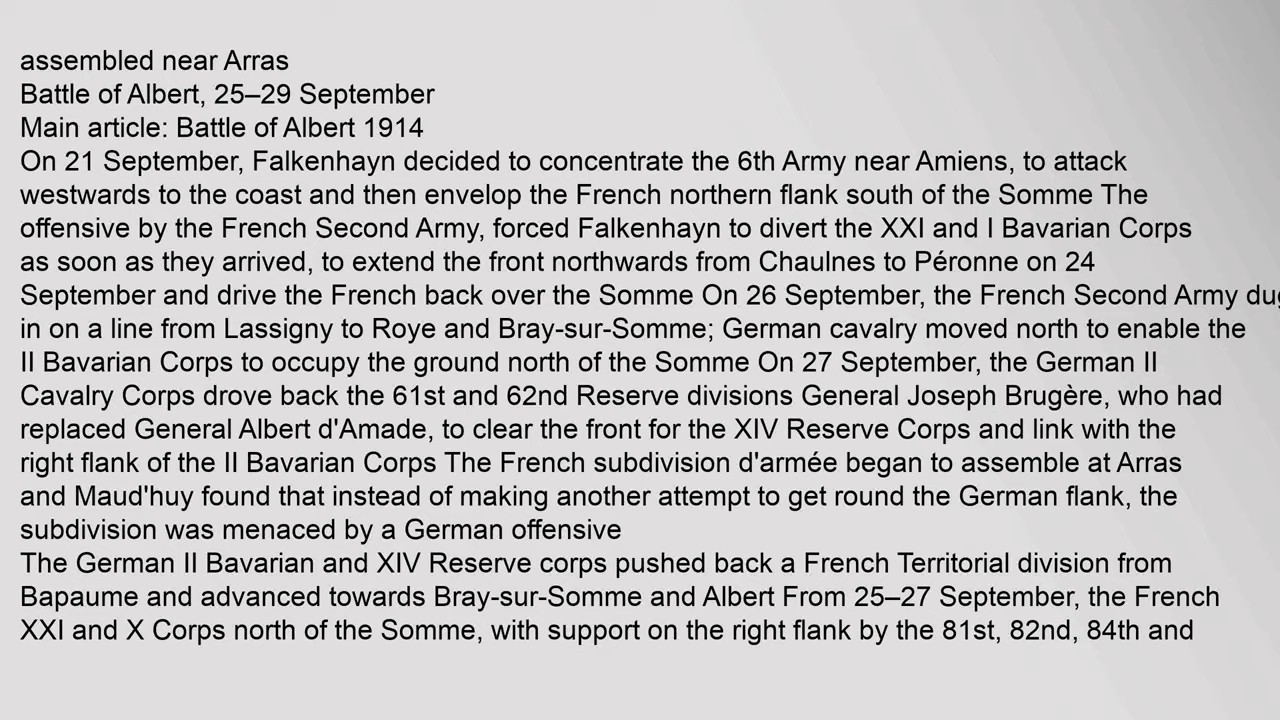 assembled near Arras
Battle of Albert, 25–29 September
Main article: Battle of Albert 1914
On 21 September, Falkenhayn decided to concentrate the 6th Army near Amiens, to attack
westwards to the coast and then envelop the French northern flank south of the Somme The
offensive by the French Second Army, forced Falkenhayn to divert the XXI and I Bavarian Corps
as soon as they arrived, to extend the front northwards from Chaulnes to Péronne on 24
September and drive the French back over the Somme On 26 September, the French Second Army dug
in on a line from Lassigny to Roye and Bray-sur-Somme; German cavalry moved north to enable the
II Bavarian Corps to occupy the ground north of the Somme On 27 September, the German II
Cavalry Corps drove back the 61st and 62nd Reserve divisions General Joseph Brugère, who had
replaced General Albert d'Amade, to clear the front for the XIV Reserve Corps and link with the
right flank of the II Bavarian Corps The French subdivision d'armée began to assemble at Arras
and Maud'huy found that instead of making another attempt to get round the German flank, the
subdivision was menaced by a German offensive
The German II Bavarian and XIV Reserve corps pushed back a French Territorial division from
Bapaume and advanced towards Bray-sur-Somme and Albert From 25–27 September, the French
XXI and X Corps north of the Somme, with support on the right flank by the 81st, 82nd, 84th and